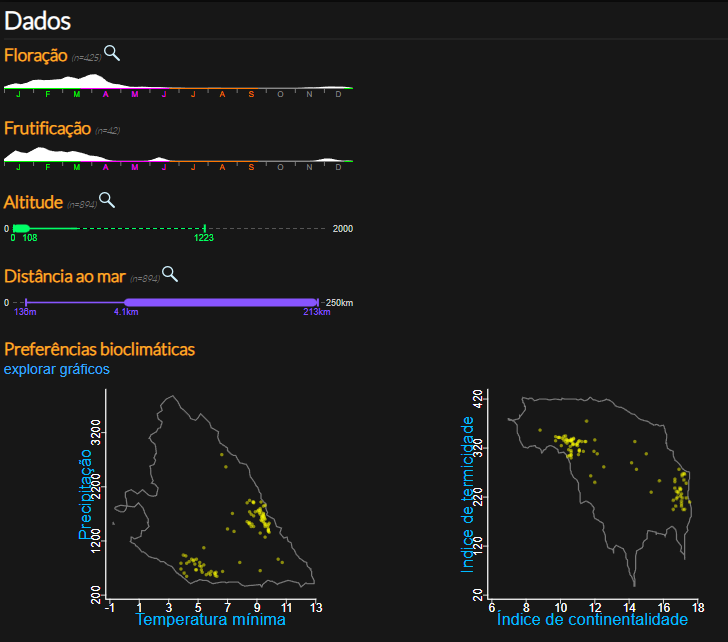 Dados
Floração (n=425)
J F M A M J J A S O N D
Frutificação (n=42)
J F M A M J J A S O N D
Altitude (n=894)
0 2000
0 108 1223
Distância ao mar (n=894)
0 250km
136m 4.1km 213km
Preferências bioclimáticas
explorar gráficos
Precipitação
3200
2200
1200
200
-1 1 3 5 7 9 11 13
Temperatura mínima
Índice de termicidade
420
320
220
120
20
6 8 10 12 14 16 18
Índice de continentalidade